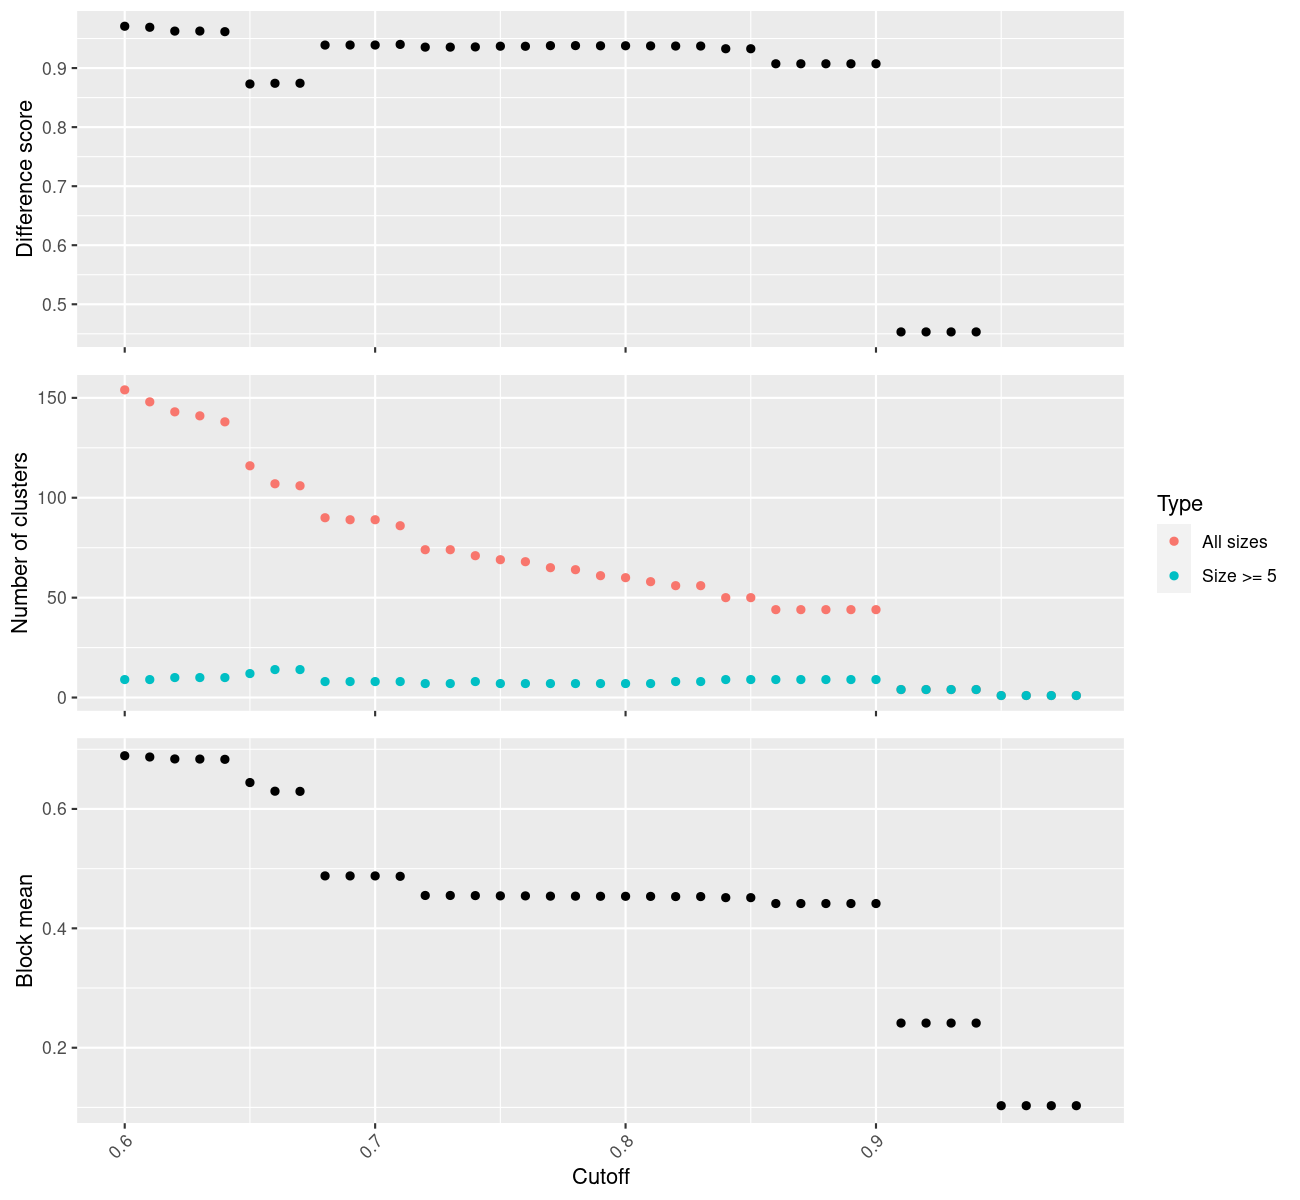 Difference score
0.9
0.8
0.7
0.6
0.5
Number of clusters
150
100
50
0
Type
All sizes
Size >= 5
Block mean
0.6
0.4
0.2
0.6
0.7
0.8
0.9
Cutoff